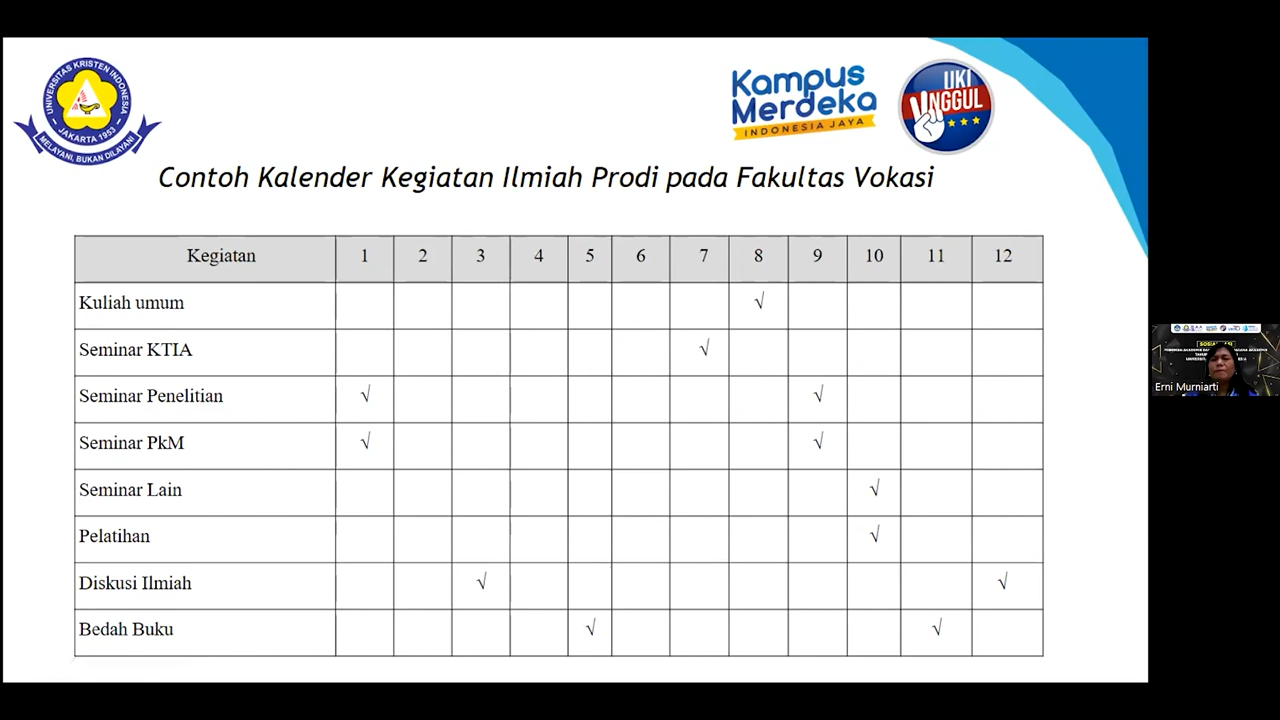 UNIVERSITAS KRISTEN INDONESIA
JAKARTA 1953
MELAYANI, BUKAN DILAYANI
Kampus
Merdeka
INDONESIA JAYA
UKI
UNGGUL
Contoh Kalender Kegiatan Ilmiah Prodi pada Fakultas Vokasi
Kegiatan 1 2 3 4 5 6 7 8 9 10 11 12
Kuliah umum √
Seminar KTIA √
Seminar Penelitian √ √
Seminar PkM √ √
Seminar Lain √
Pelatihan √
Diskusi Ilmiah √ √
Bedah Buku √ √
Erni Murniarti